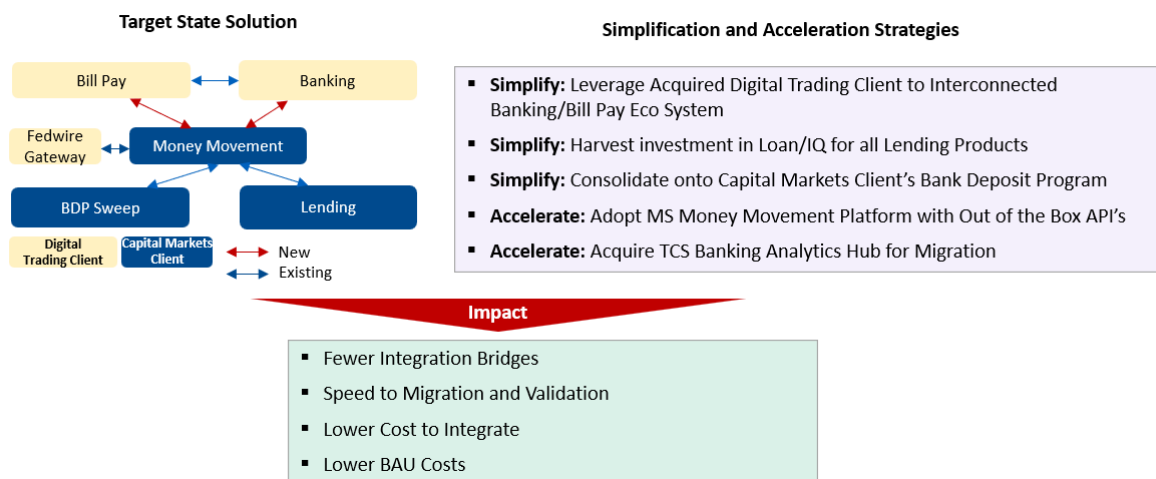 Target State Solution
Bill Pay
Banking
Fedwire
Gateway
Money Movement
BDP Sweep
Lending
Digital
Trading Client
Capital Markets
Client
New
Existing
Simplification and Acceleration Strategies
▪ Simplify: Leverage Acquired Digital Trading Client to Interconnected
Banking/Bill Pay Eco System
▪ Simplify: Harvest investment in Loan/IQ for all Lending Products
▪ Simplify: Consolidate onto Capital Markets Client’s Bank Deposit Program
▪ Accelerate: Adopt MS Money Movement Platform with Out of the Box API’s
▪ Accelerate: Acquire TCS Banking Analytics Hub for Migration
Impact
▪ Fewer Integration Bridges
▪ Speed to Migration and Validation
▪ Lower Cost to Integrate
▪ Lower BAU Costs